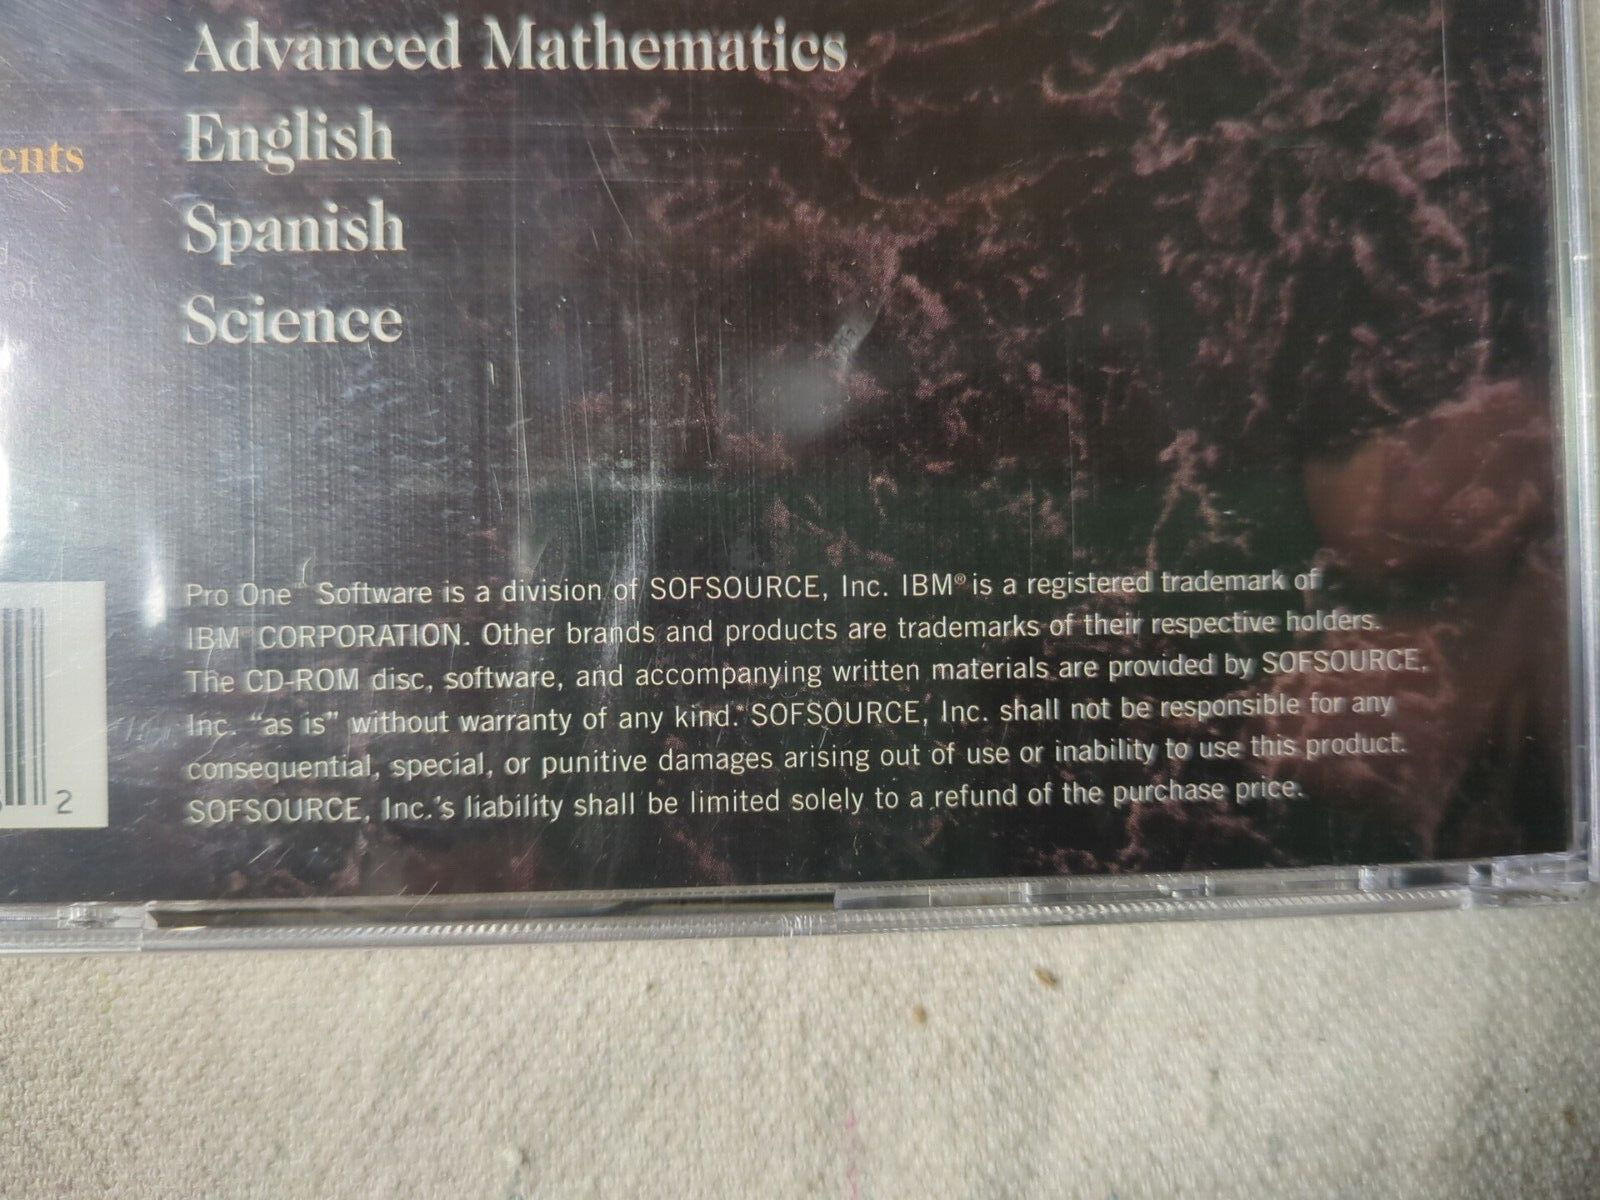 Advanced Mathematics
English
ents
Spanish
d
of
Science
Pro One™ Software is a division of SOFSOURCE, Inc. IBM® is a registered trademark of
IBM® CORPORATION. Other brands and products are trademarks of their respective holders.
The CD-ROM disc, software, and accompanying written materials are provided by SOFSOURCE,
Inc. “as is” without warranty of any kind. SOFSOURCE, Inc. shall not be responsible for any
consequential, special, or punitive damages arising out of use or inability to use this product.
SOFSOURCE, Inc.'s liability shall be limited solely to a refund of the purchase price.
2